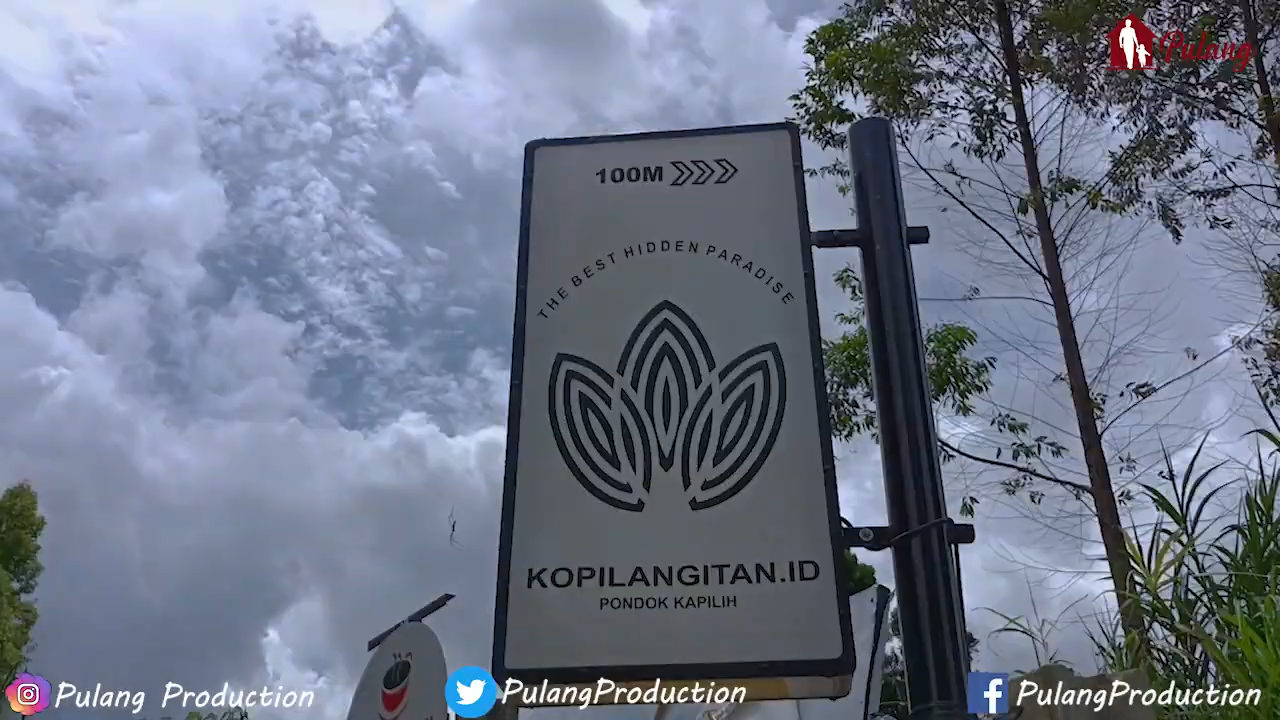 Pulang
100M
THE BEST HIDDEN PARADISE
KOPILANGITAN.ID
PONDOK KAPILIH
Pulang Production
PulangProduction
PulangProduction